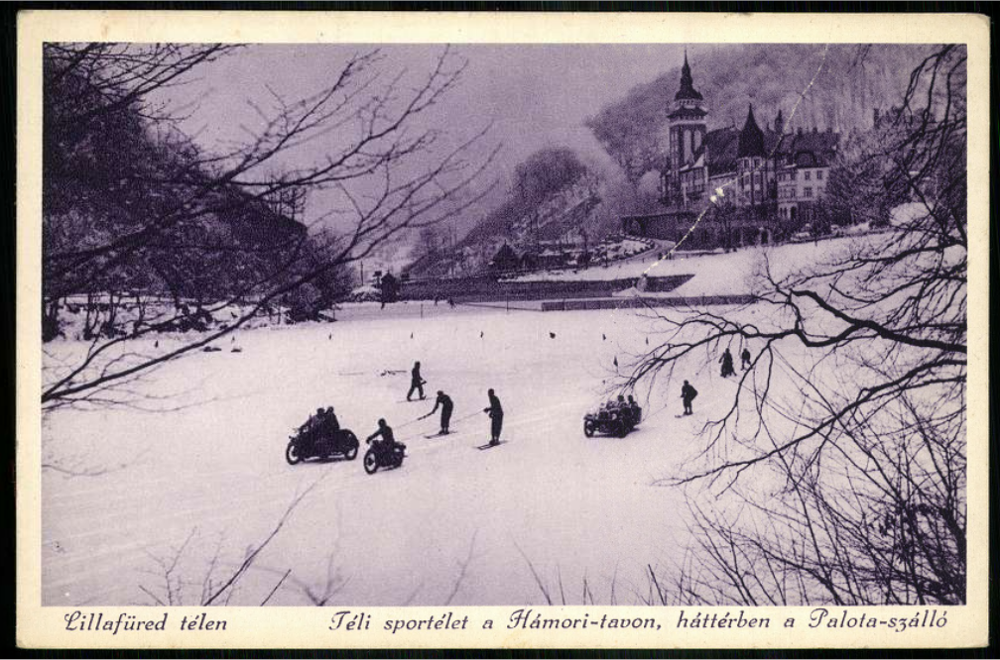 Lillafüred télen
Téli sportélet a Hámori-tavon, háttérben a Palota-szálló